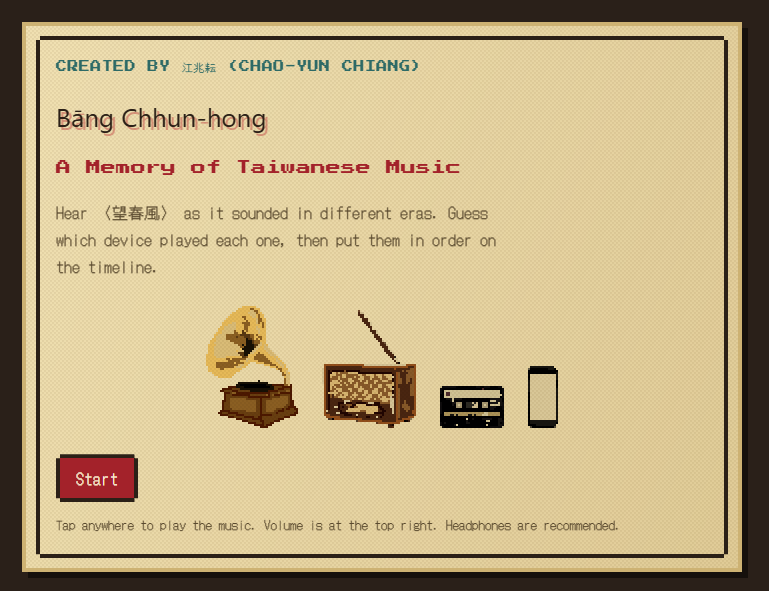 CREATED BY 江兆耘 (CHAO-YUN CHIANG)
Bāng Chhun-hong
A Memory of Taiwanese Music
Hear 〈望春風〉 as it sounded in different eras. Guess
which device played each one, then put them in order on
the timeline.
Start
Tap anywhere to play the music. Volume is at the top right. Headphones are recommended.